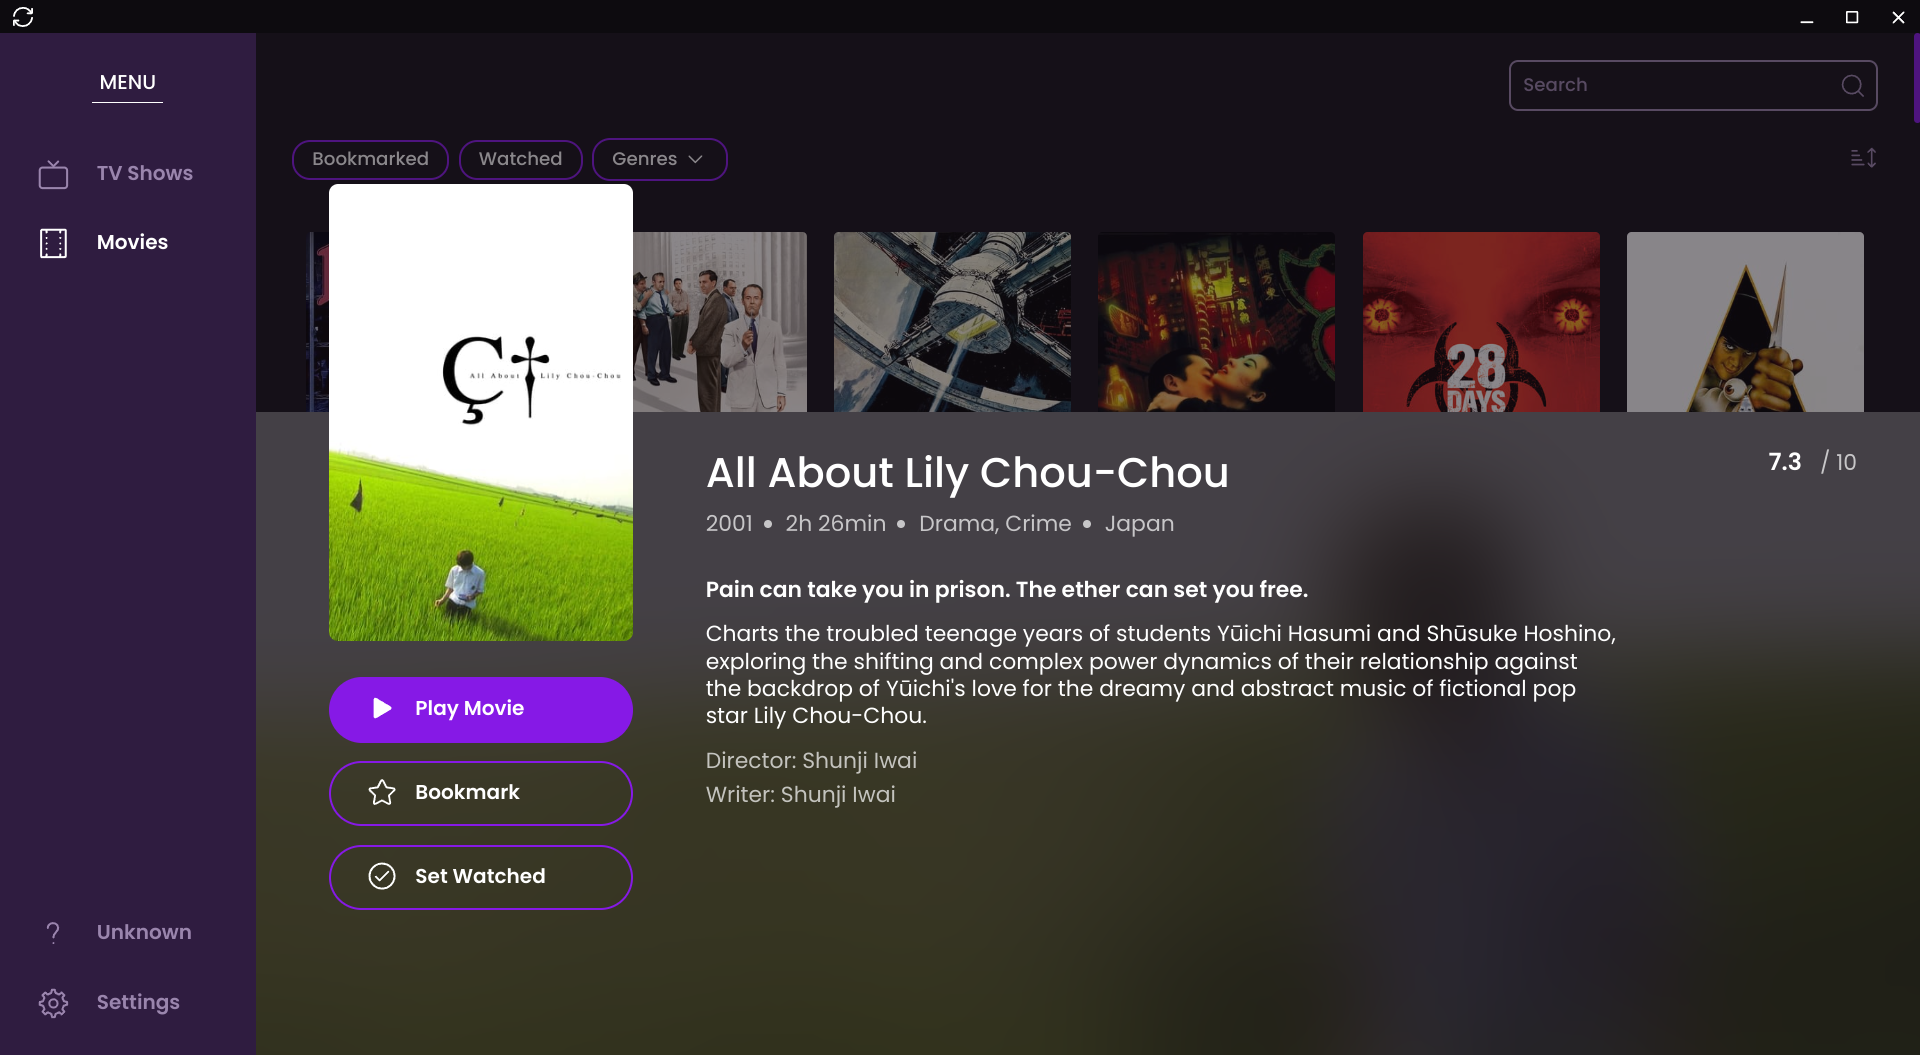 MENU
TV Shows
Movies
Unknown
Settings
Search
Bookmarked
Watched
Genres
28
DAYS
Ç†
All About Lily Chou-Chou
Play Movie
Bookmark
Set Watched
All About Lily Chou-Chou
7.3 / 10
2001 • 2h 26min • Drama, Crime • Japan
Pain can take you in prison. The ether can set you free.
Charts the troubled teenage years of students Yūichi Hasumi and Shūsuke Hoshino,
exploring the shifting and complex power dynamics of their relationship against
the backdrop of Yūichi's love for the dreamy and abstract music of fictional pop
star Lily Chou-Chou.
Director: Shunji Iwai
Writer: Shunji Iwai